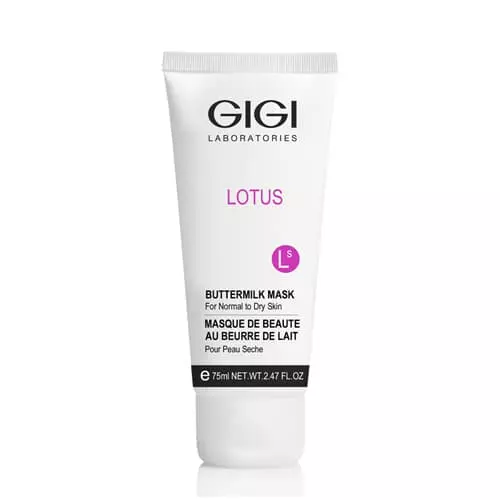 GIGI
LABORATORIES
LOTUS
LS
BUTTERMILK MASK
For Normal to Dry Skin
MASQUE DE BEAUTE
AU BEURRE DE LAIT
Pour Peau Seche
e 75ml NET.WT.2.47 FL.OZ